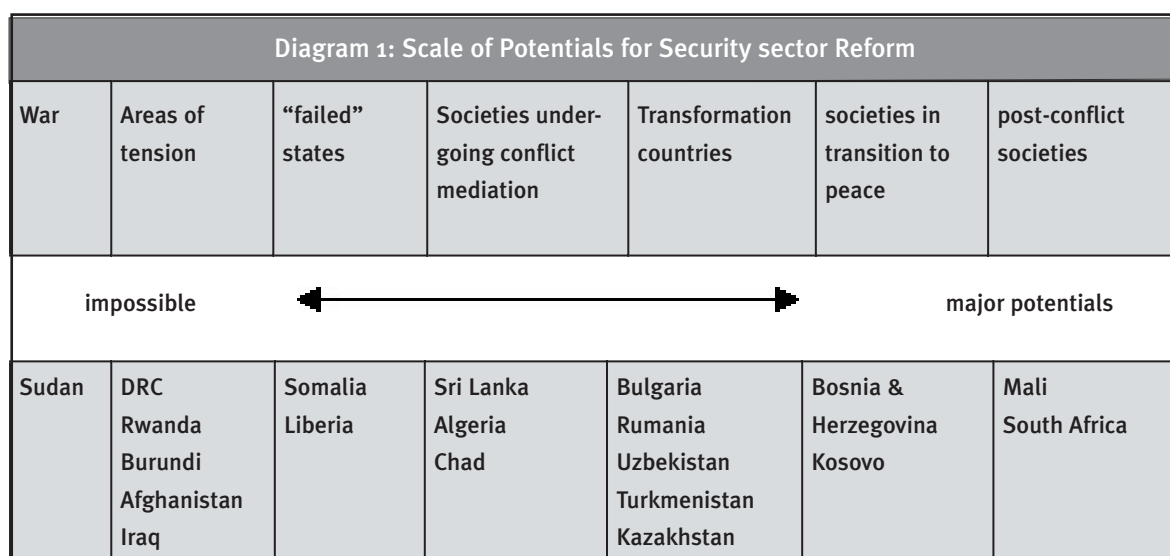 Diagram 1: Scale of Potentials for Security sector Reform
War
Areas of
tension
“failed”
states
Societies under-
going conflict
mediation
Transformation
countries
societies in
transition to
peace
post-conflict
societies
impossible
major potentials
Sudan
DRC
Rwanda
Burundi
Afghanistan
Iraq
Somalia
Liberia
Sri Lanka
Algeria
Chad
Bulgaria
Rumania
Uzbekistan
Turkmenistan
Kazakhstan
Bosnia &
Herzegovina
Kosovo
Mali
South Africa